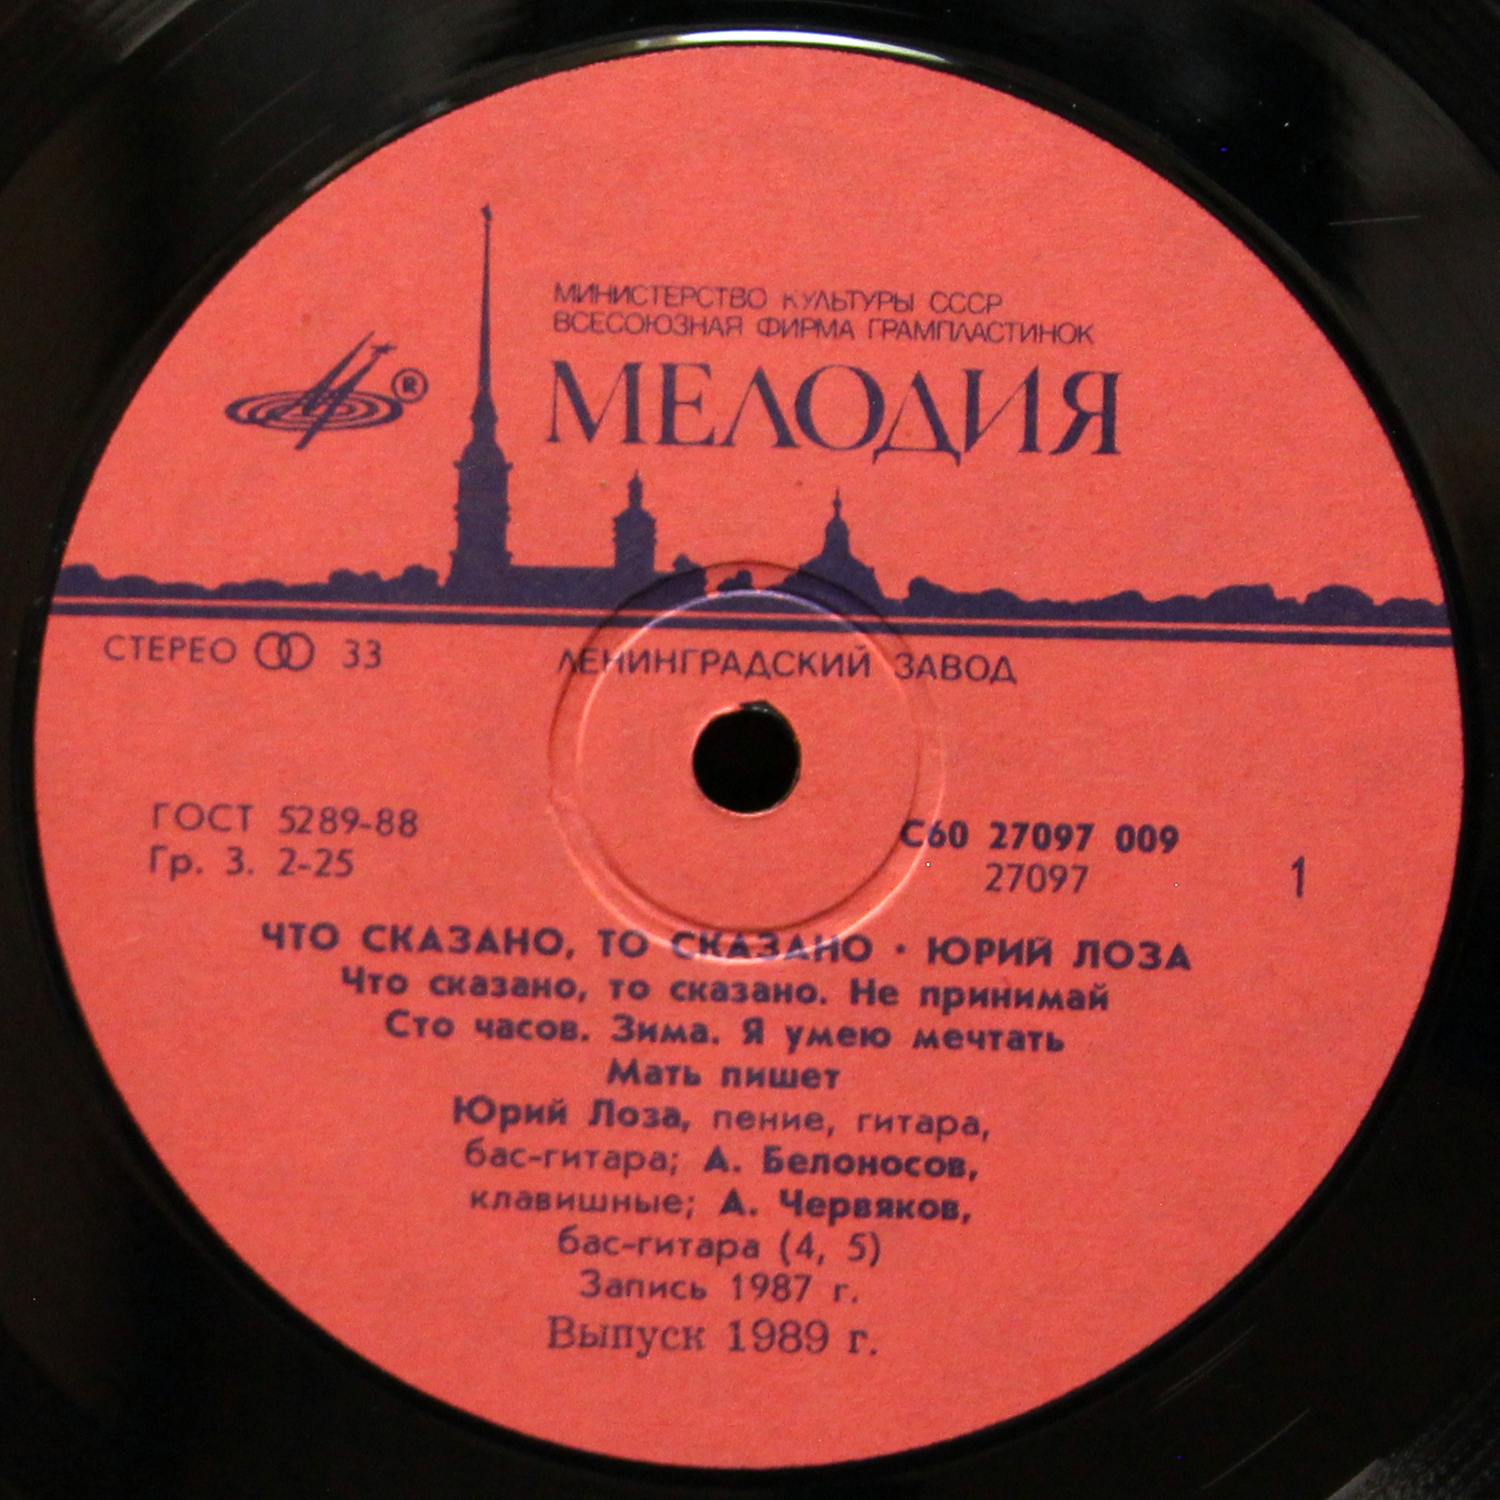 МИНИСТЕРСТВО КУЛЬТУРЫ СССР
ВСЕСОЮЗНАЯ ФИРМА ГРАМПЛАСТИНОК
МЕЛОДИЯ
®
СТЕРЕО 33
ЛЕНИНГРАДСКИЙ ЗАВОД
ГОСТ 5289-88
Гр. 3. 2-25
С60 27097 009
27097
1
ЧТО СКАЗАНО, ТО СКАЗАНО · ЮРИЙ ЛОЗА
Что сказано, то сказано. Не принимай
Сто часов. Зима. Я умею мечтать
Мать пишет
Юрий Лоза, пение, гитара,
бас-гитара; А. Белоносов,
клавишные; А. Червяков,
бас-гитара (4, 5)
Запись 1987 г.
Выпуск 1989 г.